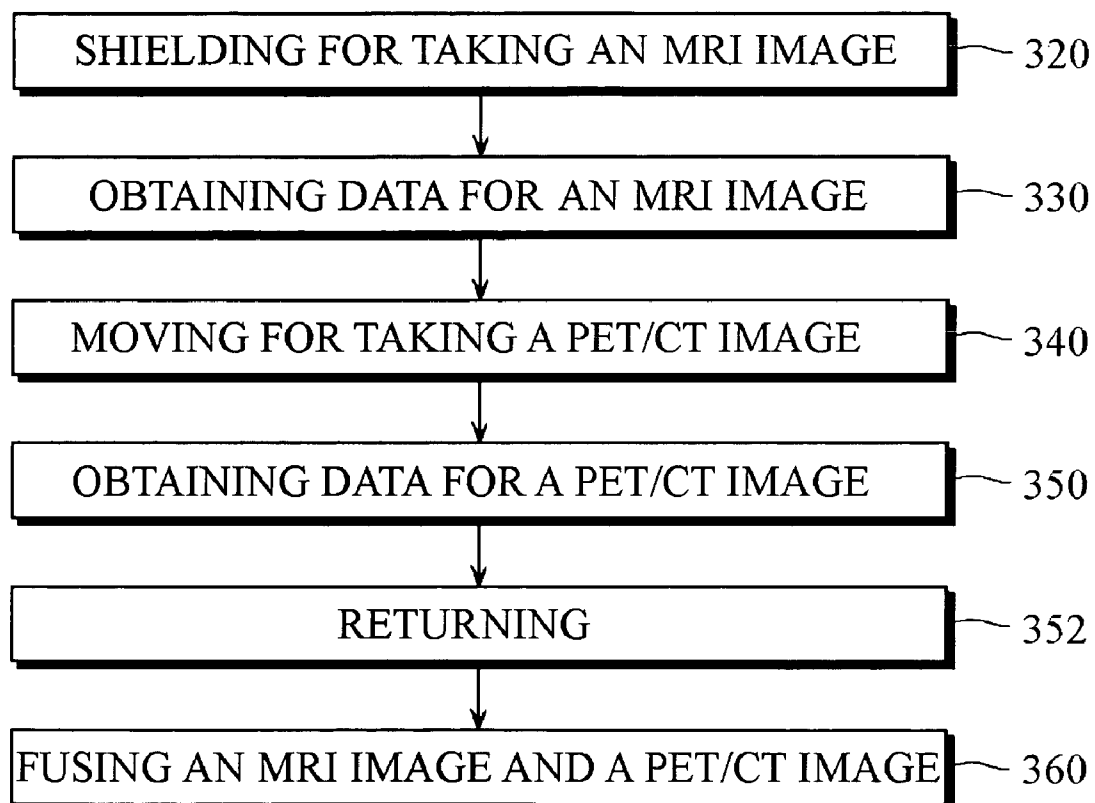 SHIELDING FOR TAKING AN MRI IMAGE 320
OBTAINING DATA FOR AN MRI IMAGE 330
MOVING FOR TAKING A PET/CT IMAGE 340
OBTAINING DATA FOR A PET/CT IMAGE 350
RETURNING 352
FUSING AN MRI IMAGE AND A PET/CT IMAGE 360